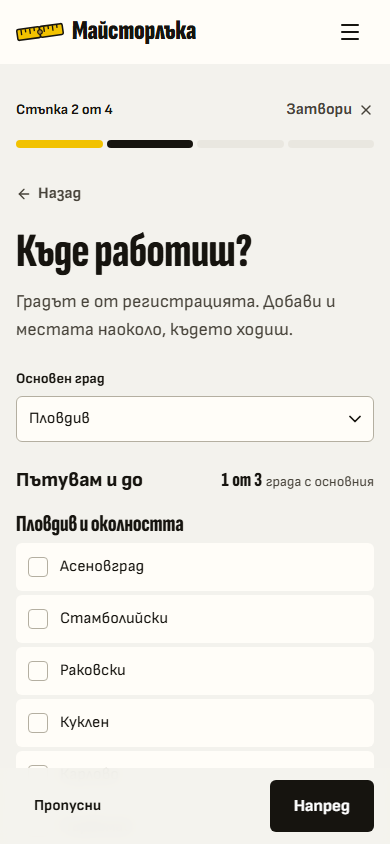 Майсторлъка
Стъпка 2 от 4
Затвори
Назад
Къде работиш?
Градът е от регистрацията. Добави и
местата наоколо, където ходиш.
Основен град
Пловдив
Пътувам и до
1 от 3 града с основния
Пловдив и околността
Асеновград
Стамболийски
Раковски
Куклен
Пропусни
Напред